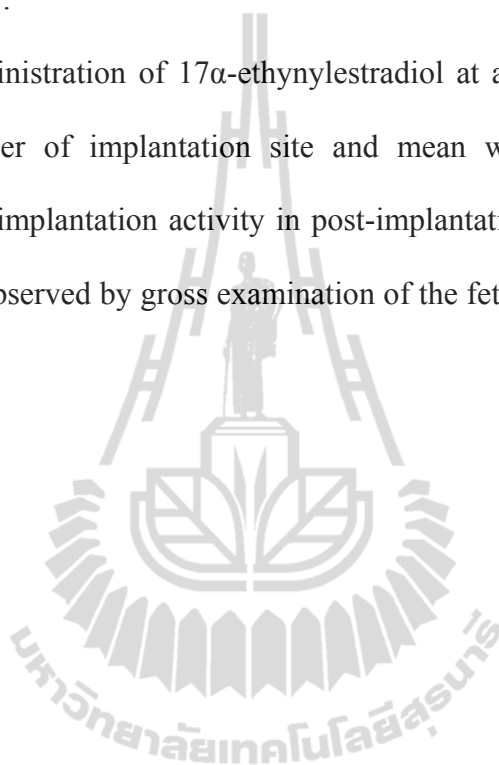 .
inistration of 17α-ethynylestradiol at a
er of implantation site and mean w
implantation activity in post-implantati
bserved by gross examination of the fet
มหาวิทยาลัยเทคโนโลยีสุรนารี